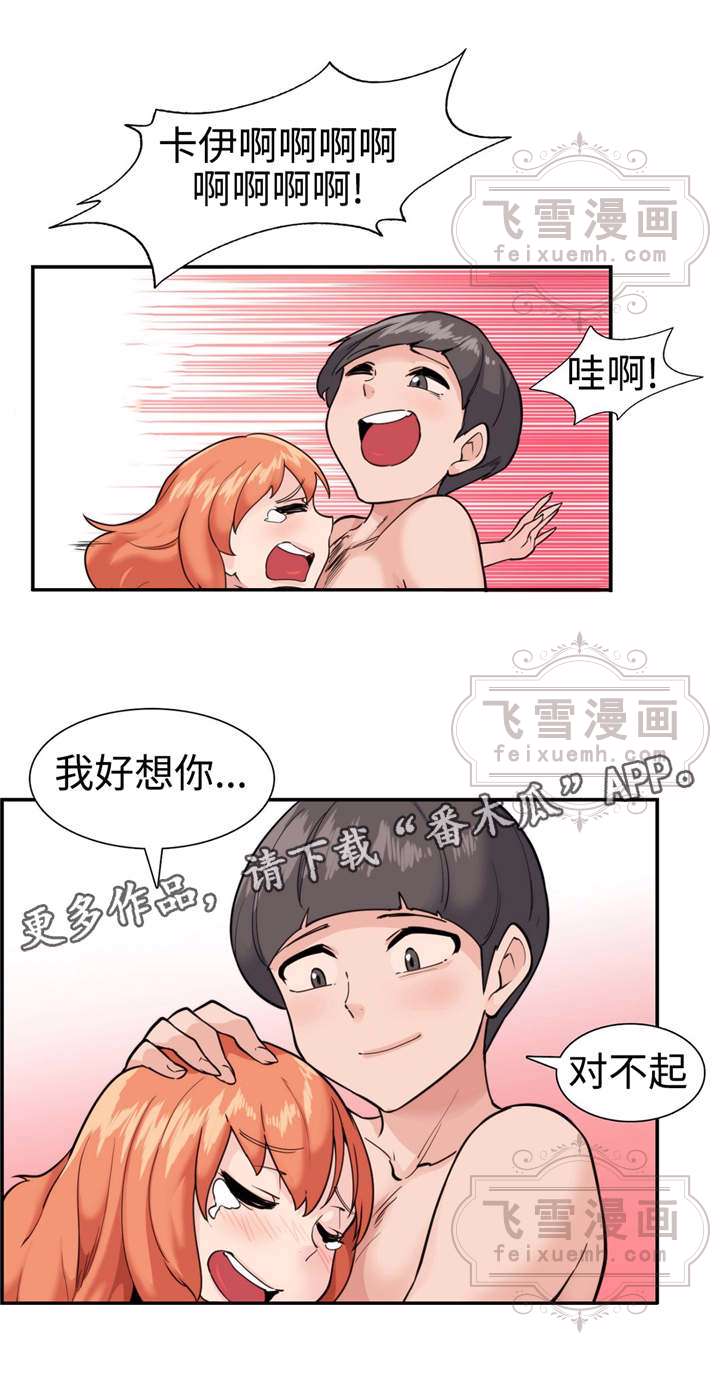 卡伊啊啊啊啊
啊啊啊啊!
飞雪漫画
feixuemh.com
哇啊!
飞雪漫画
feixuemh.com
我好想你...
更多作品，请下载“番木瓜”APP。
对不起
飞雪漫画
feixuemh.com